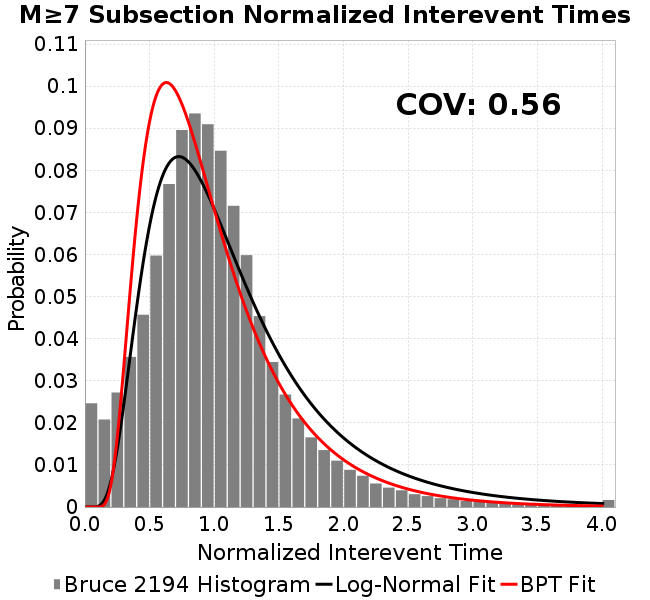 M≥7 Subsection Normalized Interevent Times
COV: 0.56
Probability
0.11
0.1
0.09
0.08
0.07
0.06
0.05
0.04
0.03
0.02
0.01
0
0.0 0.5 1.0 1.5 2.0 2.5 3.0 3.5 4.0
Normalized Interevent Time
Bruce 2194 Histogram Log-Normal Fit BPT Fit